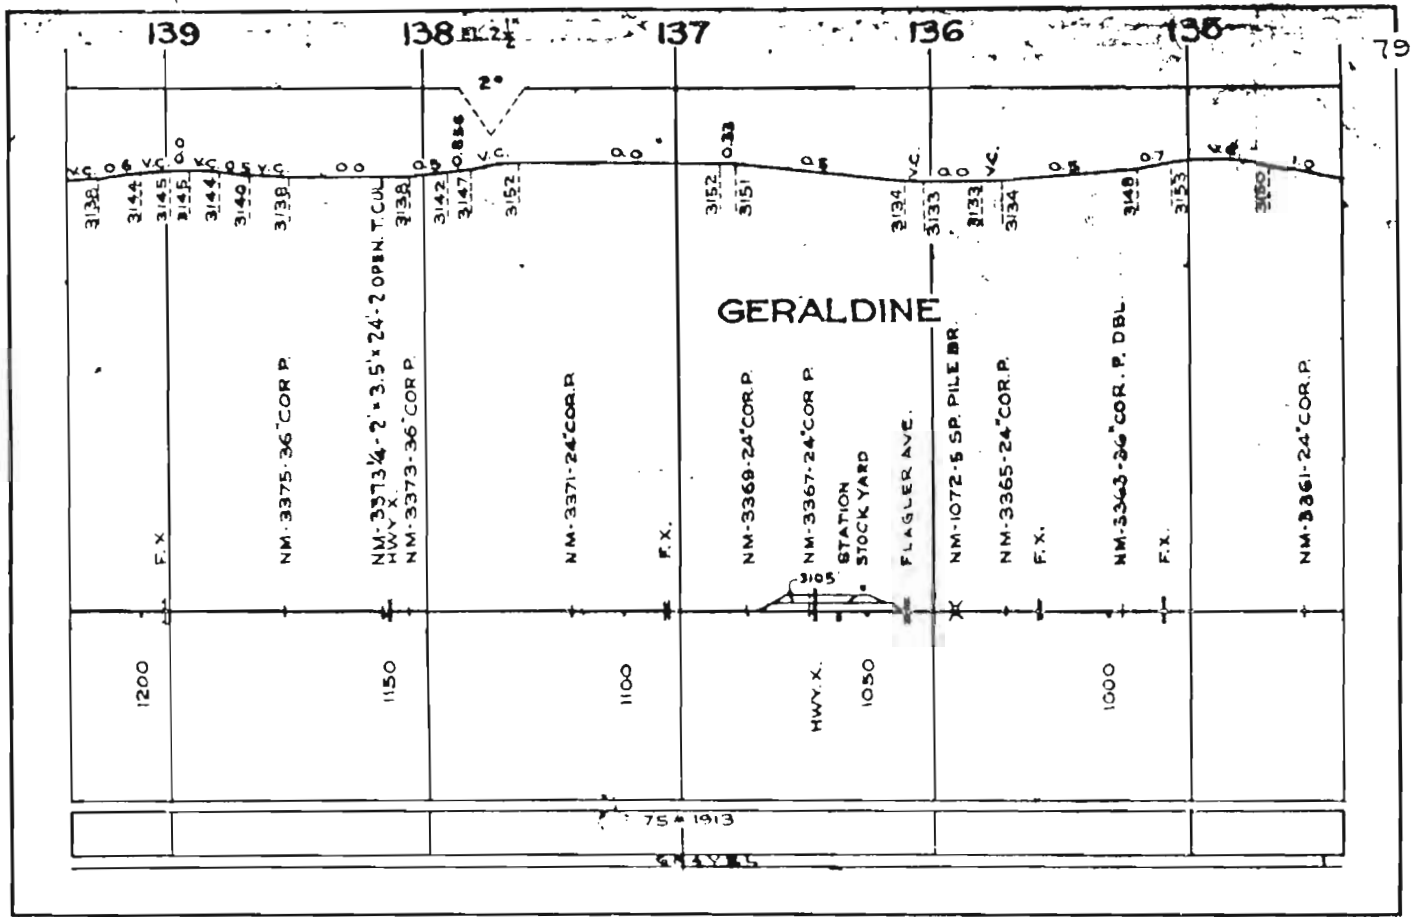 139
138
EL. 2½"
137
136
135
79
2°
V.C.
0.6
V.C.
0.0
V.C.
0.5
V.C.
0.0
0.5
0.856
V.C.
0.0
0.33
0.5
V.C.
0.0
V.C.
0.5
0.7
1.0
3138
3144
3145
3145
3144
3140
3138
3138
3142
3147
3152
3152
3151
3134
3133
3133
3134
3148
3153
3150
GERALDINE
F.X.
NM-3375-36" COR P.
NM-3373¼-2'×3.5'×24'-2 OPEN.T.CUL
HWY X.
NM-3373-36" COR P.
NM-3371-24" COR.P.
F.X.
NM-3369-24" COR.P.
NM-3367-24" COR P.
STATION
STOCK YARD
FLAGLER AVE.
NM-1072-5 SP. PILE BR.
NM-3365-24" COR.P.
F.X.
NM-3363-36" COR. P. DBL.
F.X.
NM-3361-24" COR.P.
3105
1200
1150
1100
HWY. X.
1050
1000
75# 1913
GRAVEL